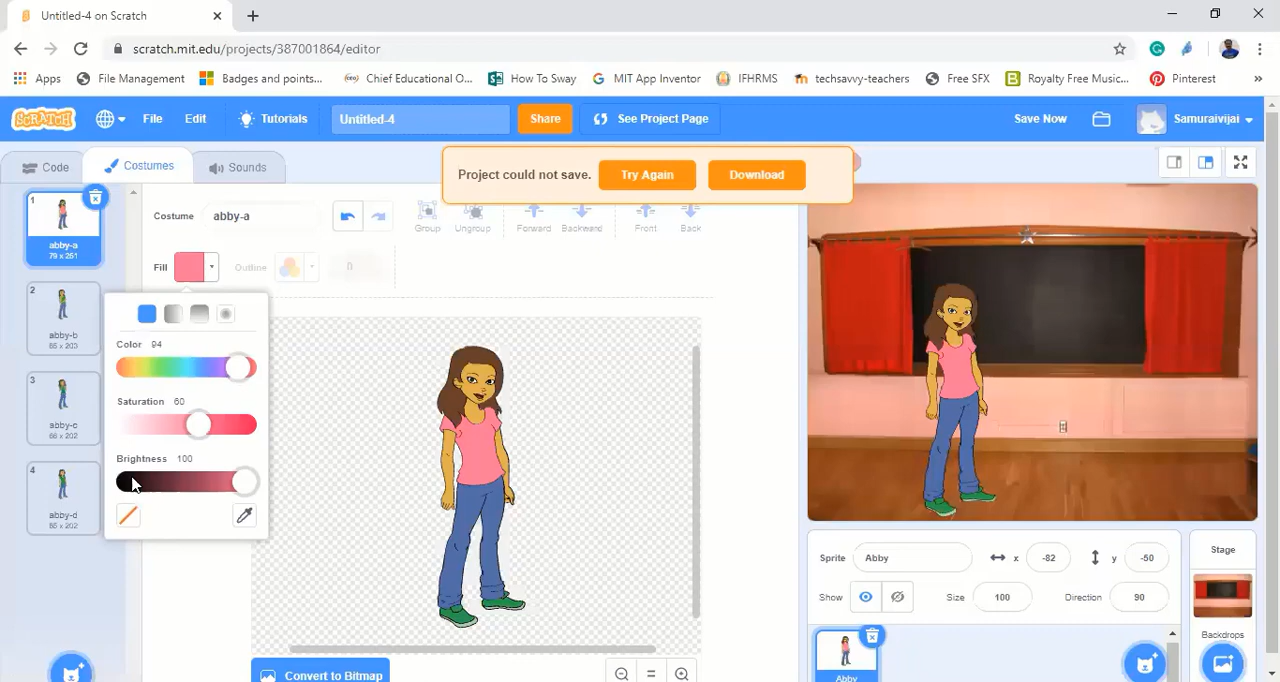 Untitled-4 on Scratch
scratch.mit.edu/projects/387001864/editor
Apps File Management Badges and points... Chief Educational O... How To Sway MIT App Inventor IFHRMS techsavvy-teachers Free SFX Royalty Free Music... Pinterest »
SCRATCH File Edit Tutorials Untitled-4 Share See Project Page Save Now Samuraivijai
Code Costumes Sounds
Project could not save. Try Again Download
1
abby-a
79 x 251
2
abby-b
3
abby-c
4
abby-d
Costume abby-a
Group Ungroup Forward Backward Front Back
Fill Outline 0
Color 94
Saturation 60
Brightness 100
Convert to Bitmap
Sprite Abby x -82 y -50
Show Size 100 Direction 90
Abby
Stage
Backdrops